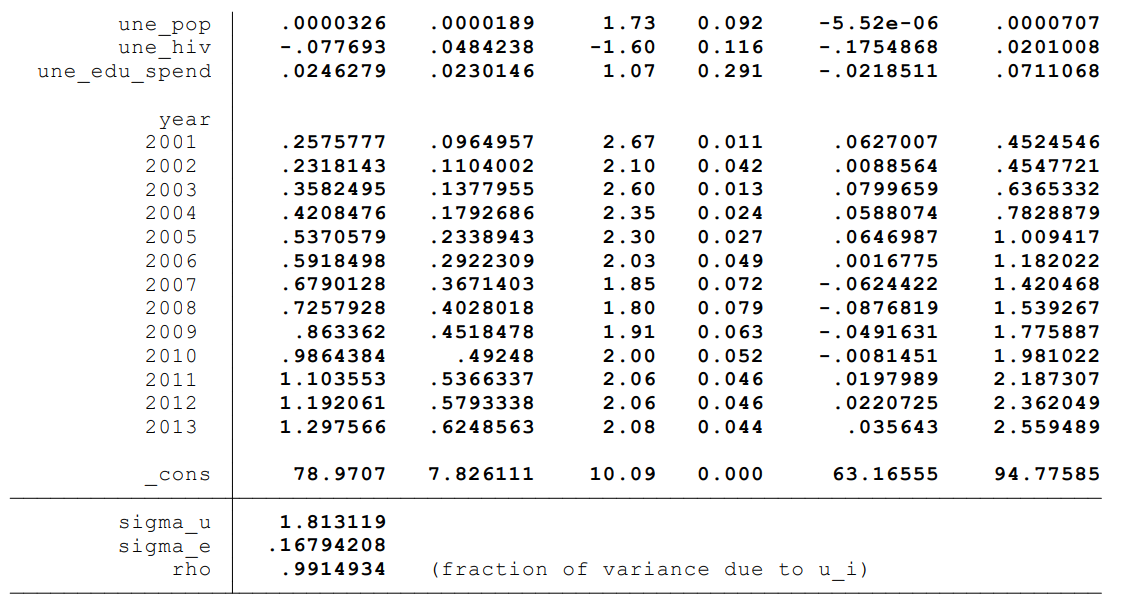 une_pop .0000326 .0000189 1.73 0.092 -5.52e-06 .0000707
une_hiv -.077693 .0484238 -1.60 0.116 -.1754868 .0201008
une_edu_spend .0246279 .0230146 1.07 0.291 -.0218511 .0711068
year
2001 .2575777 .0964957 2.67 0.011 .0627007 .4524546
2002 .2318143 .1104002 2.10 0.042 .0088564 .4547721
2003 .3582495 .1377955 2.60 0.013 .0799659 .6365332
2004 .4208476 .1792686 2.35 0.024 .0588074 .7828879
2005 .5370579 .2338943 2.30 0.027 .0646987 1.009417
2006 .5918498 .2922309 2.03 0.049 .0016775 1.182022
2007 .6790128 .3671403 1.85 0.072 -.0624422 1.420468
2008 .7257928 .4028018 1.80 0.079 -.0876819 1.539267
2009 .863362 .4518478 1.91 0.063 -.0491631 1.775887
2010 .9864384 .49248 2.00 0.052 -.0081451 1.981022
2011 1.103553 .5366337 2.06 0.046 .0197989 2.187307
2012 1.192061 .5793338 2.06 0.046 .0220725 2.362049
2013 1.297566 .6248563 2.08 0.044 .035643 2.559489
_cons 78.9707 7.826111 10.09 0.000 63.16555 94.77585
sigma_u 1.813119
sigma_e .16794208
rho .9914934 (fraction of variance due to u_i)